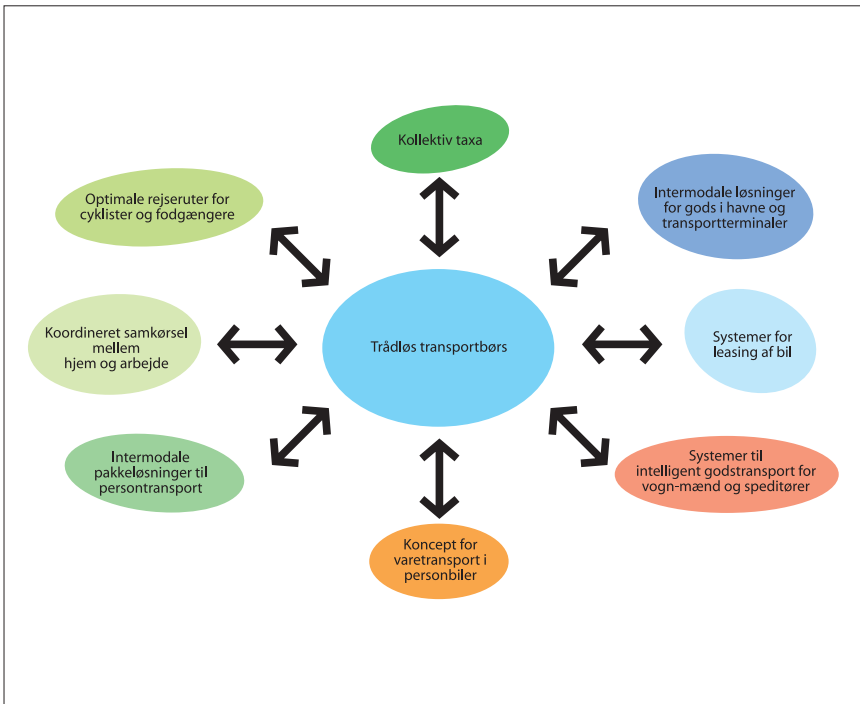 Kollektiv taxa
Optimale rejseruter for
cyklister og fodgængere
Intermodale løsninger
for gods i havne og
transportterminaler
Koordineret samkørsel
mellem
hjem og arbejde
Trådløs transportbørs
Systemer for
leasing af bil
Intermodale
pakkeløsninger til
persontransport
Systemer til
intelligent godstransport for
vogn-mænd og speditører
Koncept for
varetransport i
personbiler